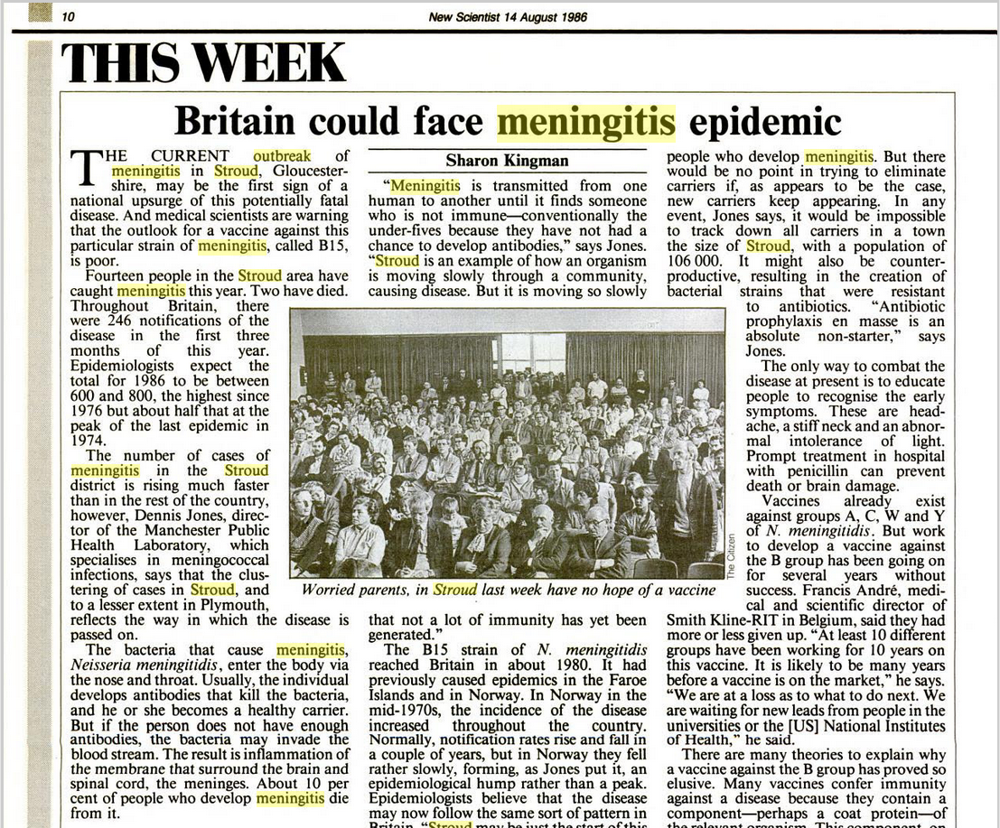 10
New Scientist 14 August 1986
THIS WEEK
Britain could face meningitis epidemic
THE CURRENT outbreak of
meningitis in Stroud, Gloucester-
shire, may be the first sign of a
national upsurge of this potentially fatal
disease. And medical scientists are warning
that the outlook for a vaccine against this
particular strain of meningitis, called B15,
is poor.
Fourteen people in the Stroud area have
caught meningitis this year. Two have died.
Throughout Britain, there
were 246 notifications of the
disease in the first three
months of this year.
Epidemiologists expect the
total for 1986 to be between
600 and 800, the highest since
1976 but about half that at the
peak of the last epidemic in
1974.
The number of cases of
meningitis in the Stroud
district is rising much faster
than in the rest of the country,
however, Dennis Jones, direc-
tor of the Manchester Public
Health Laboratory, which
specialises in meningococcal
infections, says that the clus-
tering of cases in Stroud, and
to a lesser extent in Plymouth,
reflects the way in which the disease is
passed on.
The bacteria that cause meningitis,
Neisseria meningitidis, enter the body via
the nose and throat. Usually, the individual
develops antibodies that kill the bacteria,
and he or she becomes a healthy carrier.
But if the person does not have enough
antibodies, the bacteria may invade the
blood stream. The result is inflammation of
the membrane that surround the brain and
spinal cord, the meninges. About 10 per
cent of people who develop meningitis die
from it.
Sharon Kingman
“Meningitis is transmitted from one
human to another until it finds someone
who is not immune—conventionally the
under-fives because they have not had a
chance to develop antibodies,” says Jones.
“Stroud is an example of how an organism
is moving slowly through a community,
causing disease. But it is moving so slowly
The Citizen
Worried parents, in Stroud last week have no hope of a vaccine
that not a lot of immunity has yet been
generated.”
The B15 strain of N. meningitidis
reached Britain in about 1980. It had
previously caused epidemics in the Faroe
Islands and in Norway. In Norway in the
mid-1970s, the incidence of the disease
increased throughout the country.
Normally, notification rates rise and fall in
a couple of years, but in Norway they fell
rather slowly, forming, as Jones put it, an
epidemiological hump rather than a peak.
Epidemiologists believe that the disease
may now follow the same sort of pattern in
Britain. “Stroud may be just the start of this
people who develop meningitis. But there
would be no point in trying to eliminate
carriers if, as appears to be the case,
new carriers keep appearing. In any
event, Jones says, it would be impossible
to track down all carriers in a town
the size of Stroud, with a population of
106 000. It might also be counter-
productive, resulting in the creation of
bacterial strains that were resistant
to antibiotics. “Antibiotic
prophylaxis en masse is an
absolute non-starter,” says
Jones.
The only way to combat the
disease at present is to educate
people to recognise the early
symptoms. These are head-
ache, a stiff neck and an abnor-
mal intolerance of light.
Prompt treatment in hospital
with penicillin can prevent
death or brain damage.
Vaccines already exist
against groups A, C, W and Y
of N. meningitidis. But work
to develop a vaccine against
the B group has been going on
for several years without
success. Francis André, medi-
cal and scientific director of
Smith Kline-RIT in Belgium, said they had
more or less given up. “At least 10 different
groups have been working for 10 years on
this vaccine. It is likely to be many years
before a vaccine is on the market,” he says.
“We are at a loss as to what to do next. We
are waiting for new leads from people in the
universities or the [US] National Institutes
of Health,” he said.
There are many theories to explain why
a vaccine against the B group has proved so
elusive. Many vaccines confer immunity
against a disease because they contain a
component—perhaps a coat protein—of
the relevant organism. This component, on